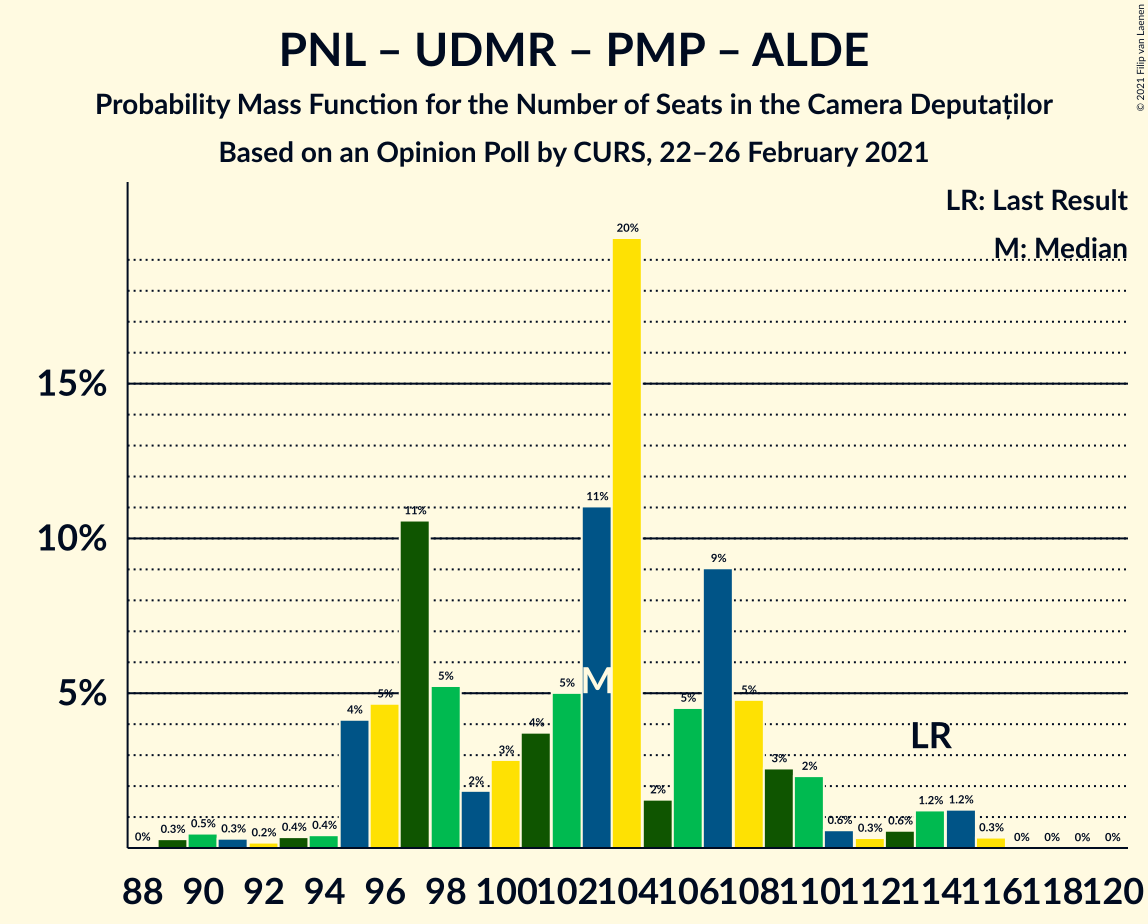 PNL – UDMR – PMP – ALDE
Probability Mass Function for the Number of Seats in the Camera Deputaților
Based on an Opinion Poll by CURS, 22–26 February 2021
© 2021 Filip van Laenen
LR: Last Result
M: Median
15%
10%
5%
0% 0.3% 0.5% 0.3% 0.2% 0.4% 0.4% 4% 5% 11% 5% 2% 3% 4% 5% 11% 20% 2% 5% 9% 5% 3% 2% 0.6% 0.3% 0.6% 1.2% 1.2% 0.3% 0% 0% 0% 0%
M
LR
88 90 92 94 96 98 100 102 104 106 108 110 112 114 116 118 120